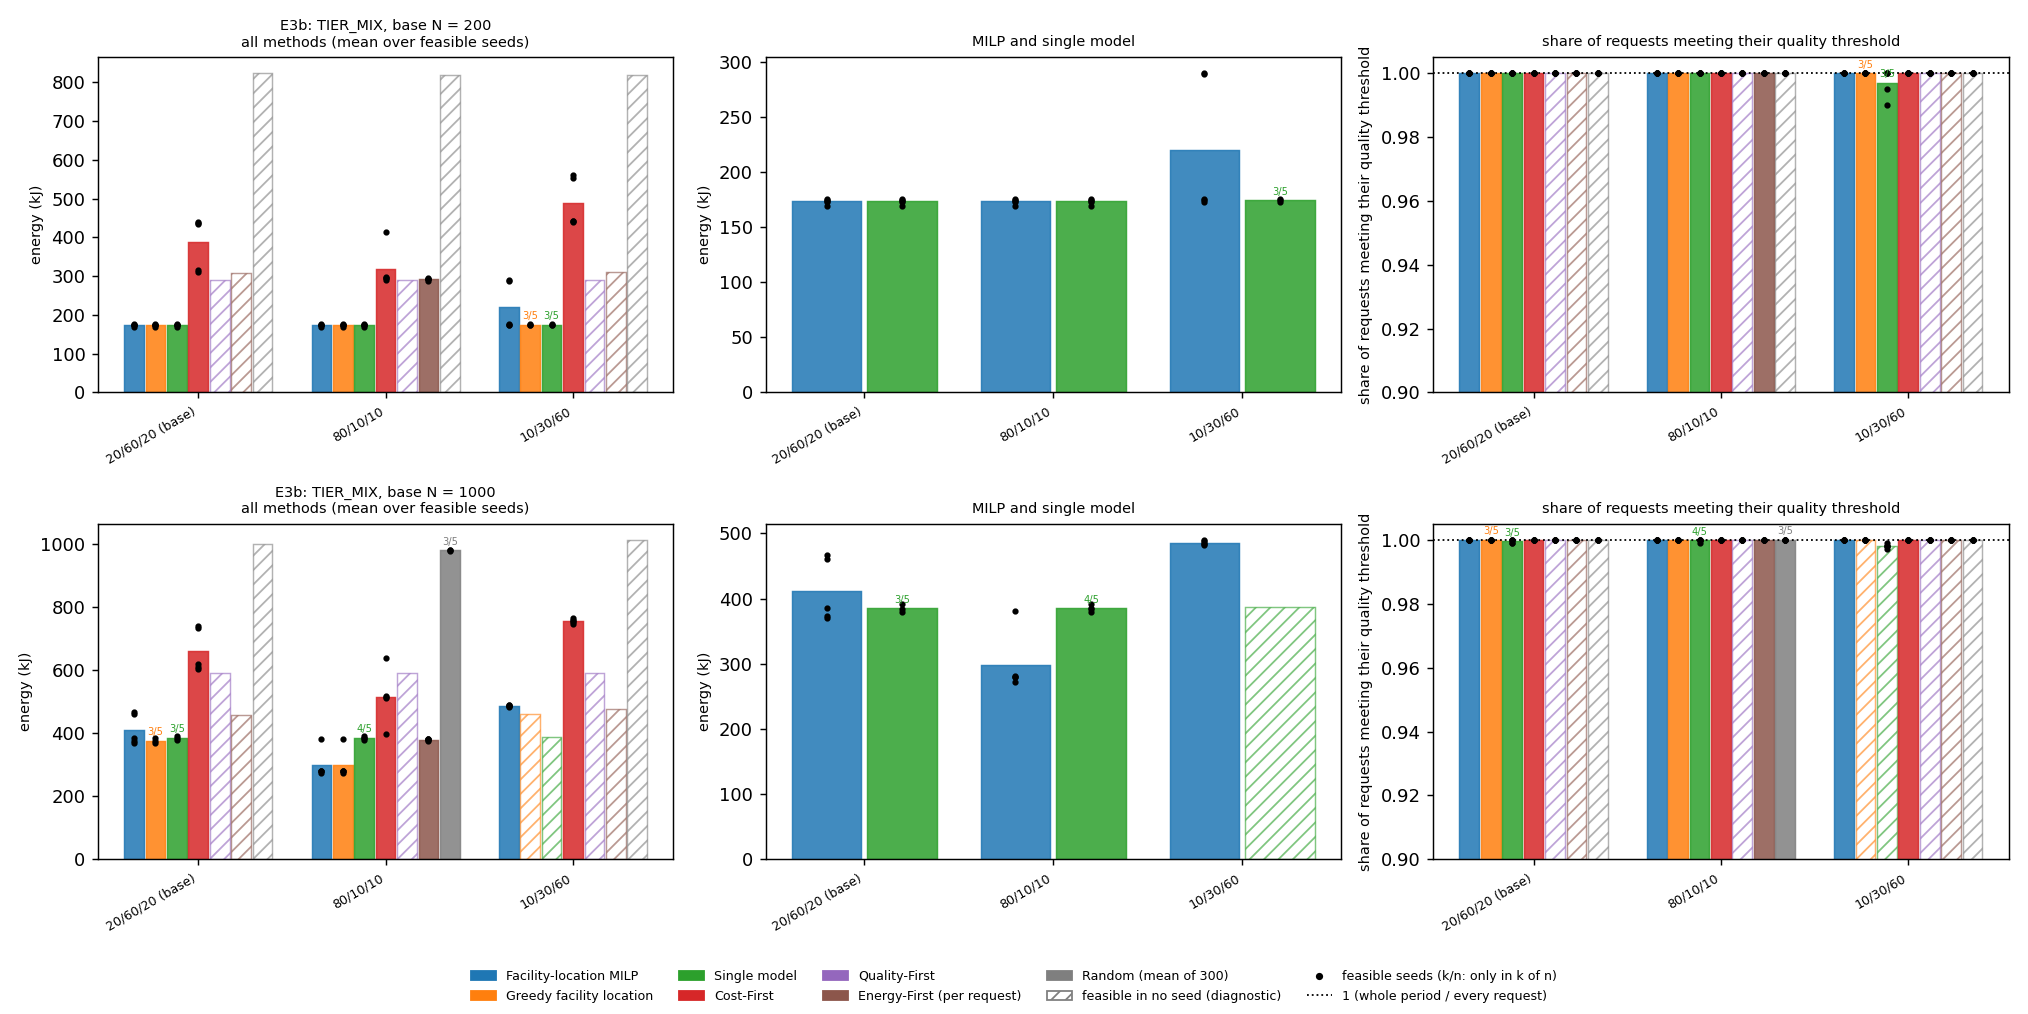 E3b: TIER_MIX, base N = 200
all methods (mean over feasible seeds)
energy (kJ)
800
700
600
500
400
300
200
100
0
3/5
3/5
20/60/20 (base)
80/10/10
10/30/60
MILP and single model
energy (kJ)
300
250
200
150
100
50
0
3/5
20/60/20 (base)
80/10/10
10/30/60
share of requests meeting their quality threshold
share of requests meeting their quality threshold
1.00
0.98
0.96
0.94
0.92
0.90
3/5
3/5
20/60/20 (base)
80/10/10
10/30/60
E3b: TIER_MIX, base N = 1000
all methods (mean over feasible seeds)
energy (kJ)
1000
800
600
400
200
0
3/5
3/5
4/5
3/5
20/60/20 (base)
80/10/10
10/30/60
MILP and single model
energy (kJ)
500
400
300
200
100
0
3/5
4/5
20/60/20 (base)
80/10/10
10/30/60
share of requests meeting their quality threshold
share of requests meeting their quality threshold
1.00
0.98
0.96
0.94
0.92
0.90
3/5
3/5
4/5
3/5
20/60/20 (base)
80/10/10
10/30/60
Facility-location MILP
Greedy facility location
Single model
Cost-First
Quality-First
Energy-First (per request)
Random (mean of 300)
feasible in no seed (diagnostic)
feasible seeds (k/n: only in k of n)
1 (whole period / every request)